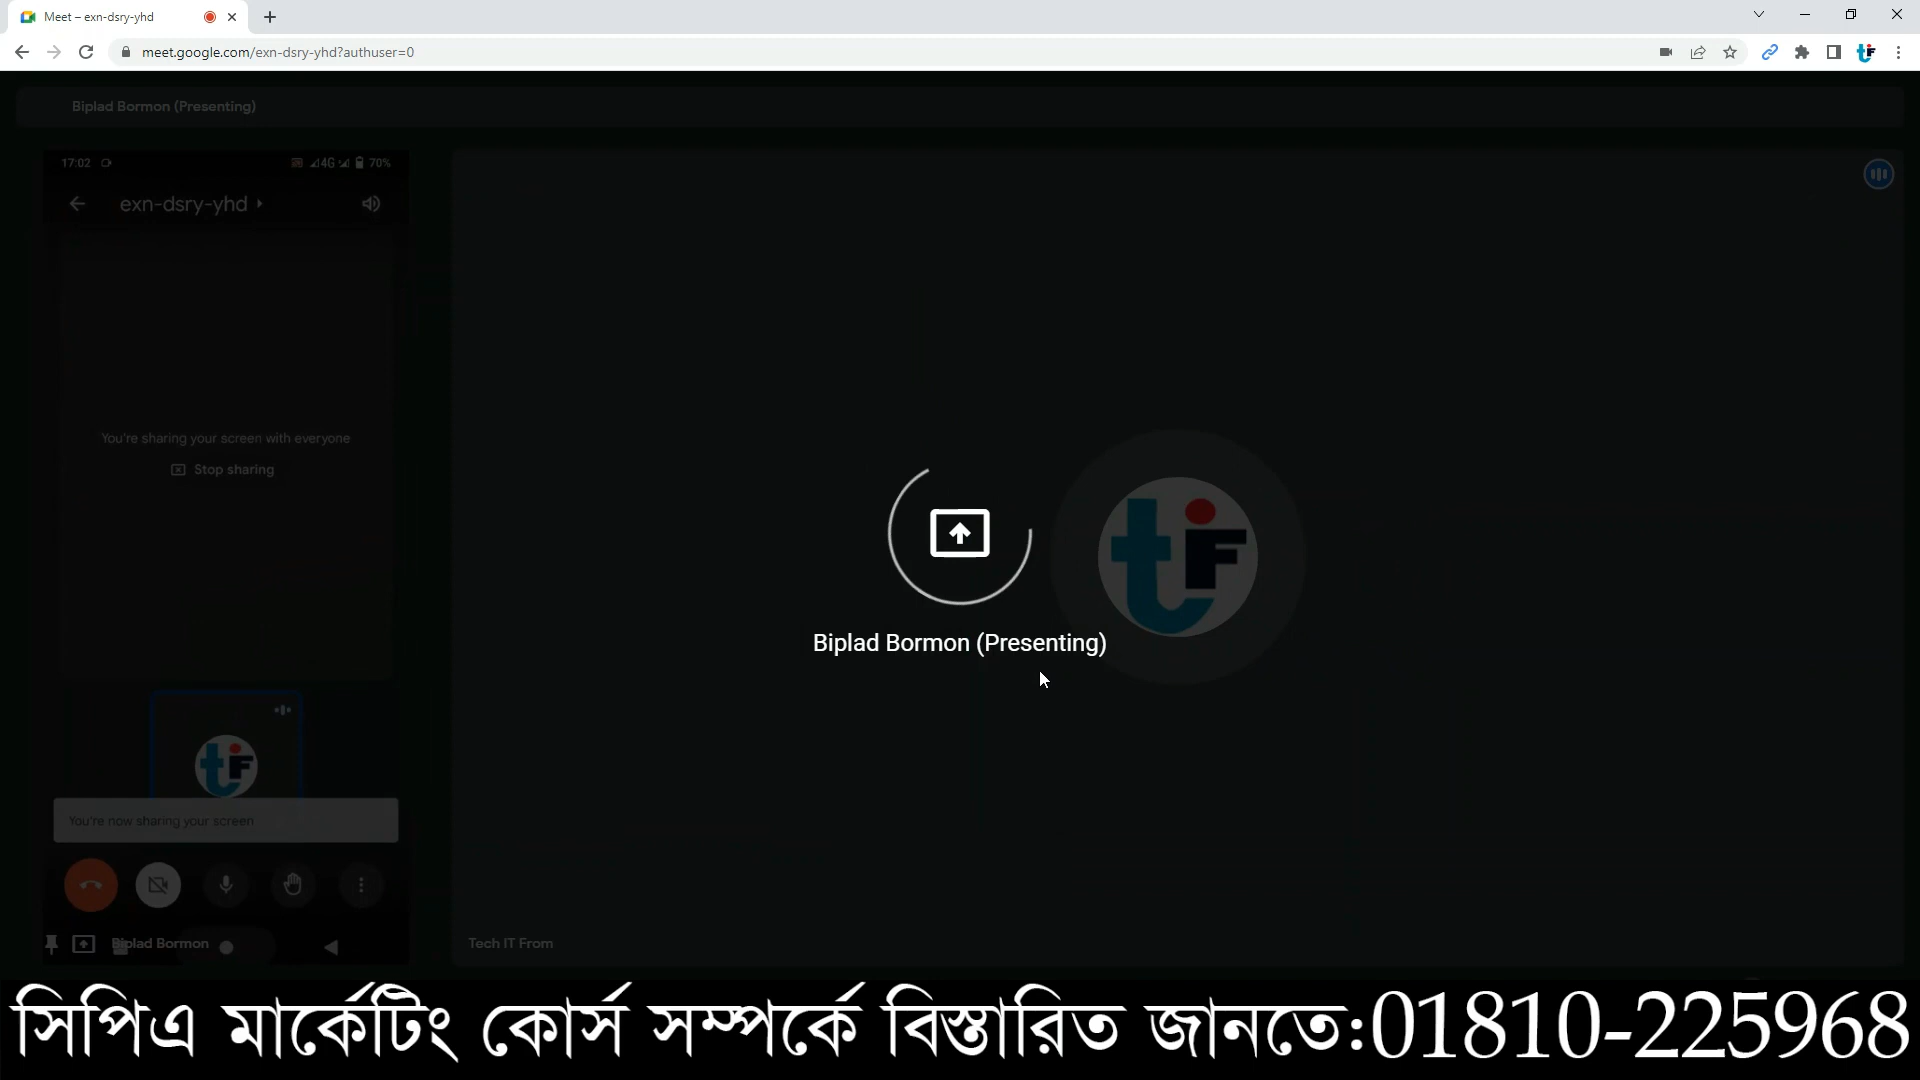 Meet – exn-dsry-yhd
meet.google.com/exn-dsry-yhd?authuser=0
Biplad Bormon (Presenting)
17:02 4G 70%
exn-dsry-yhd
You're sharing your screen with everyone
Stop sharing
tiF
Biplad Bormon (Presenting)
tiF
You're now sharing your screen
Biplad Bormon
Tech IT From
সিপিএ মার্কেটিং কোর্স সম্পর্কে বিস্তারিত জানতে:01810-225968